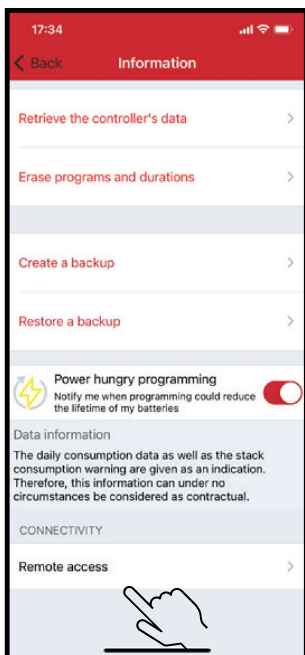 17:34
Back Information
Retrieve the controller's data
Erase programs and durations
Create a backup
Restore a backup
Power hungry programming
Notify me when programming could reduce
the lifetime of my batteries
Data information
The daily consumption data as well as the stack
consumption warning are given as an indication.
Therefore, this information can under no
circumstances be considered as contractual.
CONNECTIVITY
Remote access